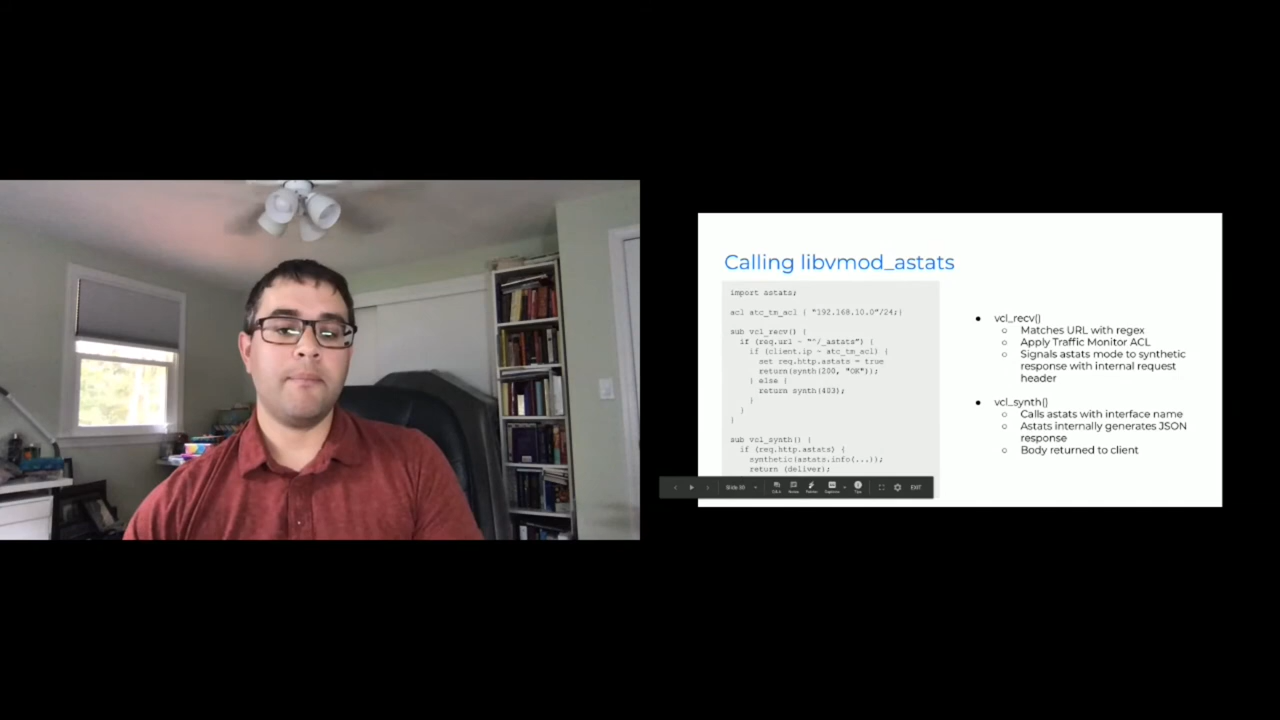 Calling libvmod_astats
import astats;
acl atc_tm_acl { "192.168.10.0"/24;}
sub vcl_recv() {
if (req.url ~ "^/_astats") {
if (client.ip ~ atc_tm_acl) {
set req.http.astats = true
return(synth(200, "OK"));
} else {
return synth(403);
}
}
}
sub vcl_synth() {
if (req.http.astats) {
synthetic(astats.info(...));
return (deliver);
● vcl_recv()
○ Matches URL with regex
○ Apply Traffic Monitor ACL
○ Signals astats mode to synthetic
response with internal request
header
● vcl_synth()
○ Calls astats with interface name
○ Astats internally generates JSON
response
○ Body returned to client
EXIT